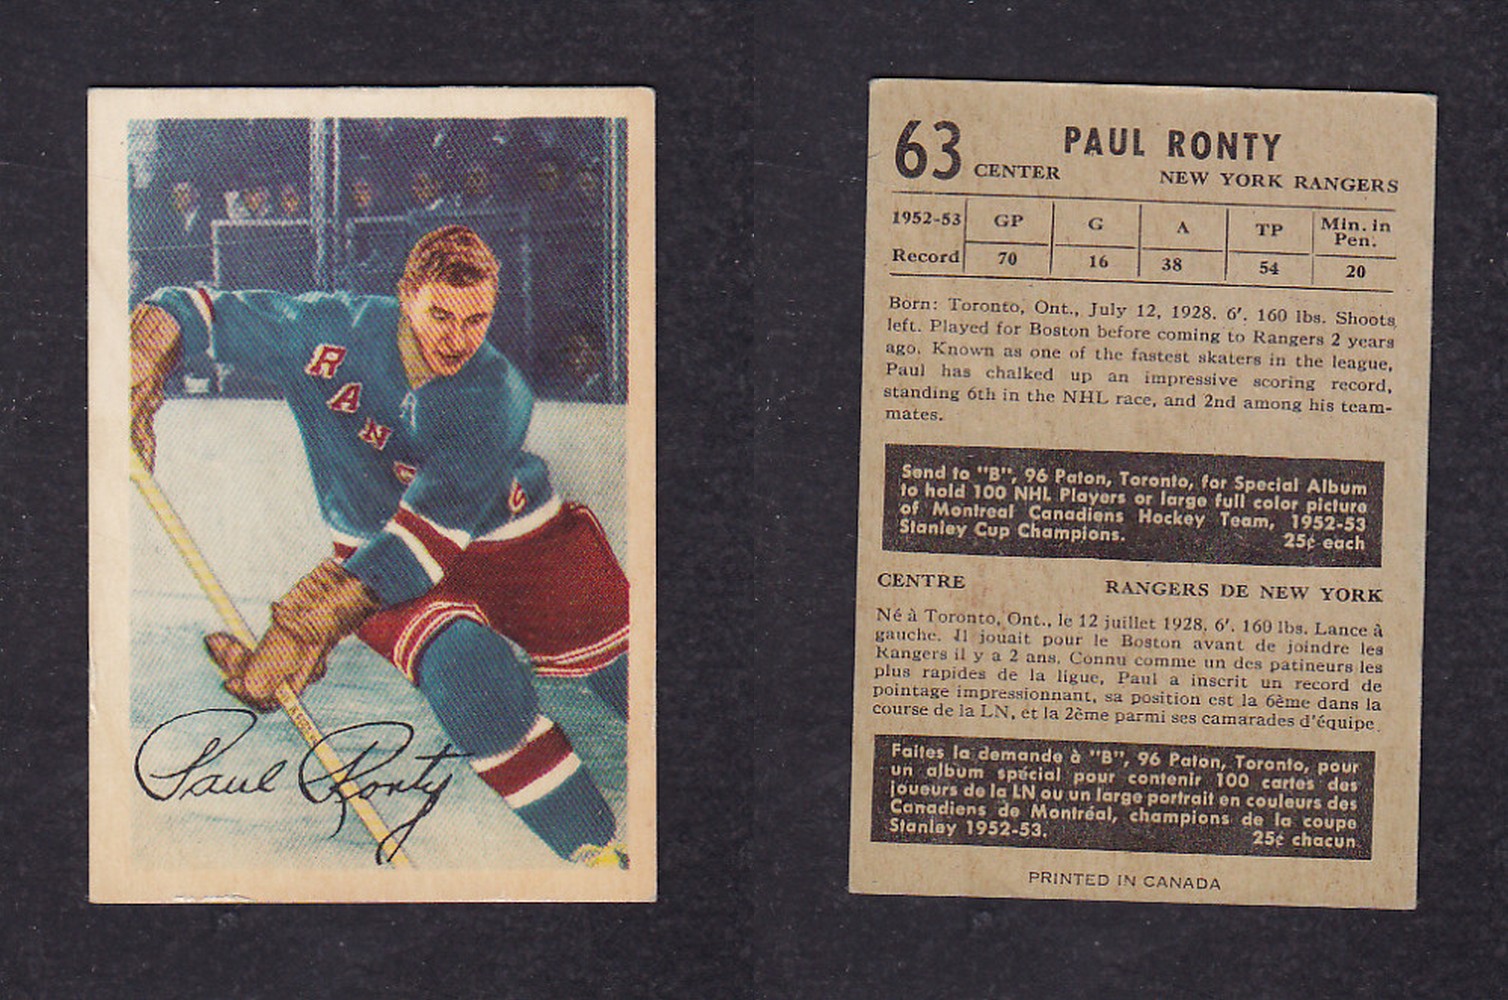 RANG
Paul Ronty
63 CENTER PAUL RONTY
NEW YORK RANGERS
1952-53 GP G A TP Min. in Pen.
Record 70 16 38 54 20
Born: Toronto, Ont., July 12, 1928. 6'. 160 lbs. Shoots
left. Played for Boston before coming to Rangers 2 years
ago. Known as one of the fastest skaters in the league,
Paul has chalked up an impressive scoring record,
standing 6th in the NHL race, and 2nd among his team-
mates.
Send to "B", 96 Paton, Toronto, for Special Album
to hold 100 NHL Players or large full color picture
of Montreal Canadiens Hockey Team, 1952-53
Stanley Cup Champions. 25¢ each
CENTRE RANGERS DE NEW YORK
Né à Toronto, Ont., le 12 juillet 1928. 6'. 160 lbs. Lance à
gauche. Il jouait pour le Boston avant de joindre les
Rangers il y a 2 ans. Connu comme un des patineurs les
plus rapides de la ligue, Paul a inscrit un record de
pointage impressionnant, sa position est la 6ème dans la
course de la LN, et la 2ème parmi ses camarades d'équipe.
Faites la demande à "B", 96 Paton, Toronto, pour
un album spécial pour contenir 100 cartes des
joueurs de la LN ou un large portrait en couleurs des
Canadiens de Montréal, champions de la coupe
Stanley 1952-53. 25¢ chacun
PRINTED IN CANADA